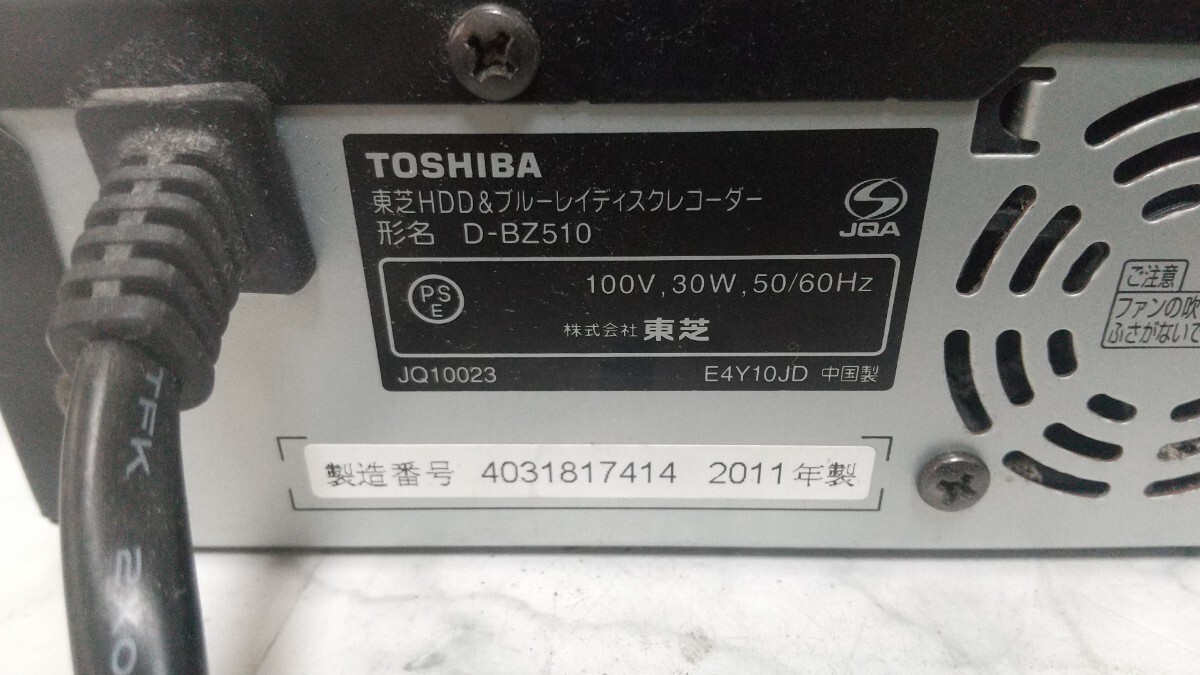 TOSHIBA
東芝HDD&ブルーレイディスクレコーダー
形名 D-BZ510
JQA
PS
E
100V,30W,50/60Hz
株式会社 東芝
JQ10023 E4Y10JD 中国製
製造番号 4031817414 2011年製
ご注意
ファンの吹
ふさがないで
TFK
2X0